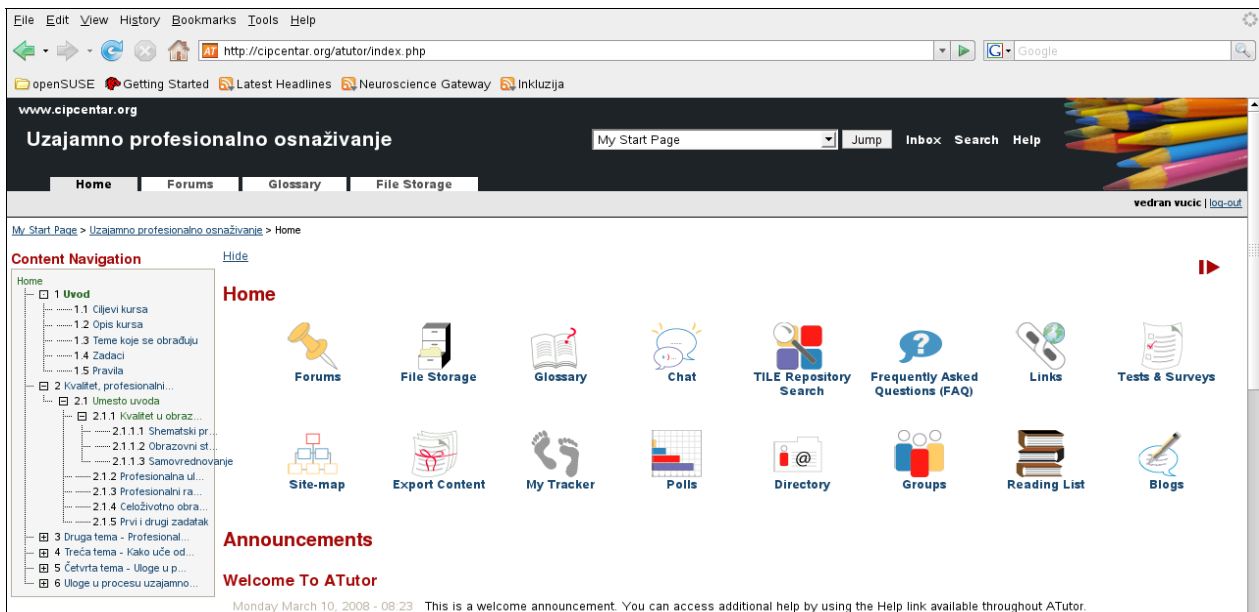 File Edit View History Bookmarks Tools Help
http://cipcentar.org/atutor/index.php
G Google
openSUSE Getting Started Latest Headlines Neuroscience Gateway Inkluzija
www.cipcentar.org
Uzajamno profesionalno osnaživanje
My Start Page Jump Inbox Search Help
Home Forums Glossary File Storage
vedran vucic | log-out
My Start Page > Uzajamno profesionalno osnaživanje > Home
Content Navigation
Home
1 Uvod
1.1 Ciljevi kursa
1.2 Opis kursa
1.3 Teme koje se obrađuju
1.4 Zadaci
1.5 Pravila
2 Kvalitet, profesionalni...
2.1 Umesto uvoda
2.1.1 Kvalitet u obraz...
2.1.1.1 Shematski pr...
2.1.1.2 Obrazovni st...
2.1.1.3 Samovrednovanje
2.1.2 Profesionalna ul...
2.1.3 Profesionalni ra...
2.1.4 Celoživotno obra...
2.1.5 Prvi i drugi zadatak
3 Druga tema - Profesional...
4 Treća tema - Kako uče od...
5 Četvrta tema - Uloge u p...
6 Uloge u procesu uzajamno...
Hide
Home
Forums File Storage Glossary Chat TILE Repository Search Frequently Asked Questions (FAQ) Links Tests & Surveys
Site-map Export Content My Tracker Polls Directory Groups Reading List Blogs
Announcements
Welcome To ATutor
Monday March 10, 2008 - 08:23 This is a welcome announcement. You can access additional help by using the Help link available throughout ATutor.